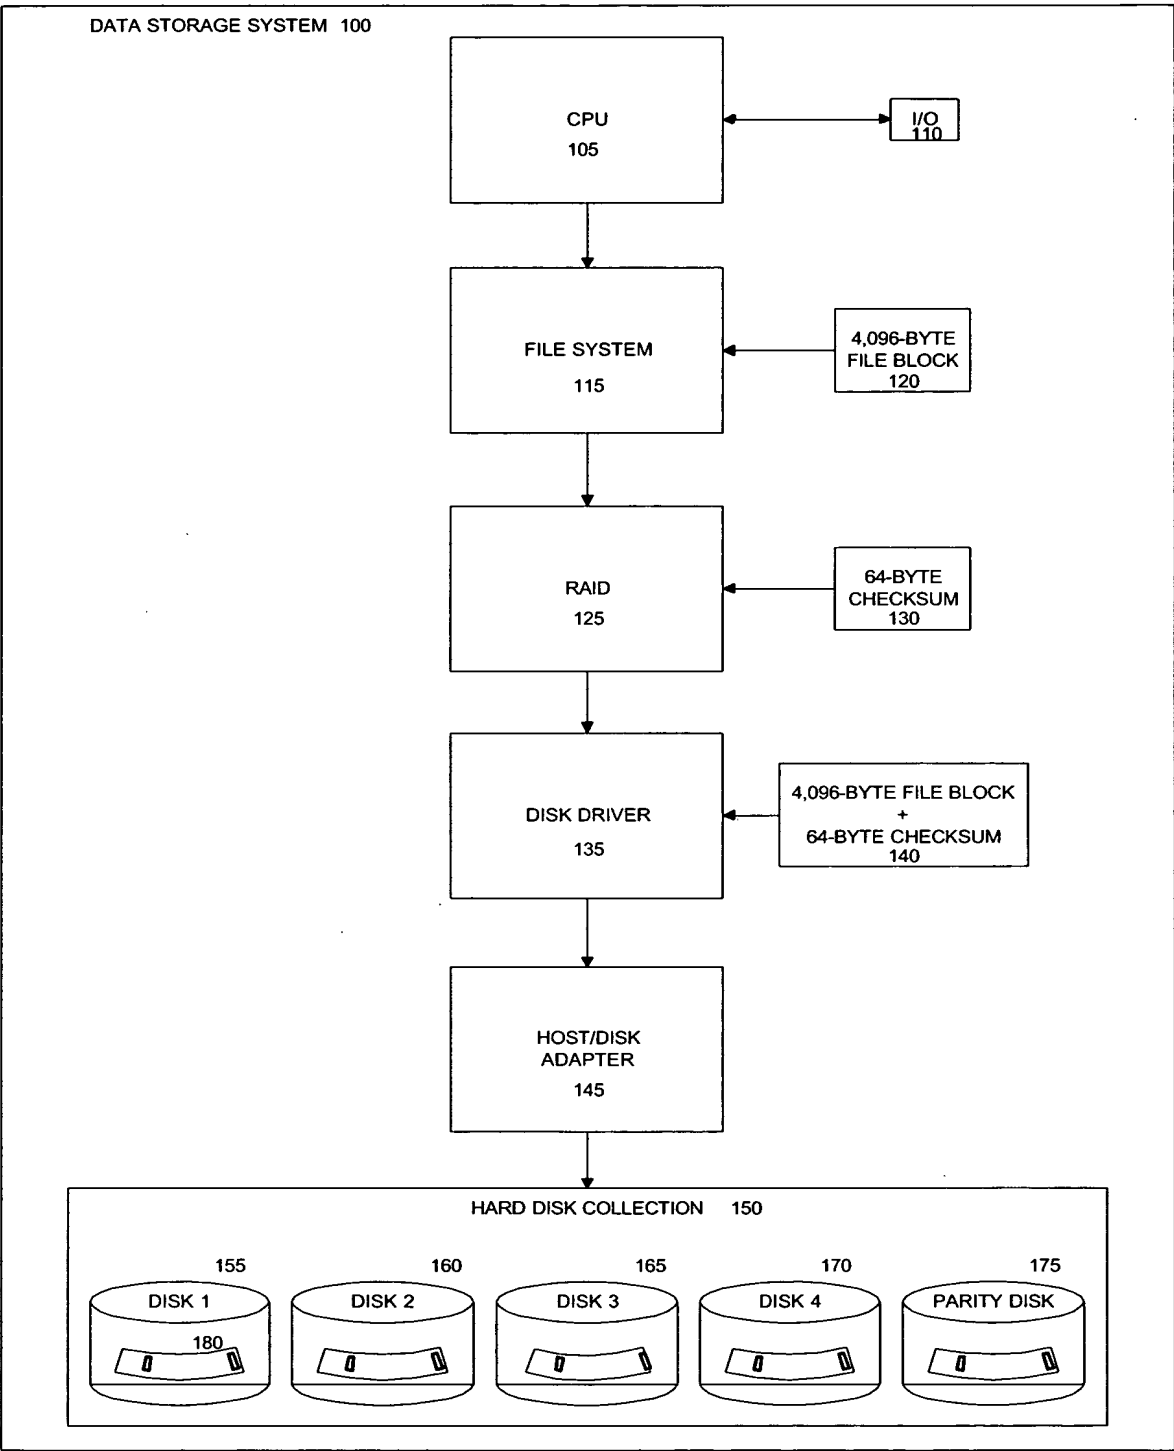 DATA STORAGE SYSTEM 100
CPU
105
I/O
110
FILE SYSTEM
115
4,096-BYTE
FILE BLOCK
120
RAID
125
64-BYTE
CHECKSUM
130
DISK DRIVER
135
4,096-BYTE FILE BLOCK
+
64-BYTE CHECKSUM
140
HOST/DISK
ADAPTER
145
HARD DISK COLLECTION 150
155
160
165
170
175
DISK 1
DISK 2
DISK 3
DISK 4
PARITY DISK
180